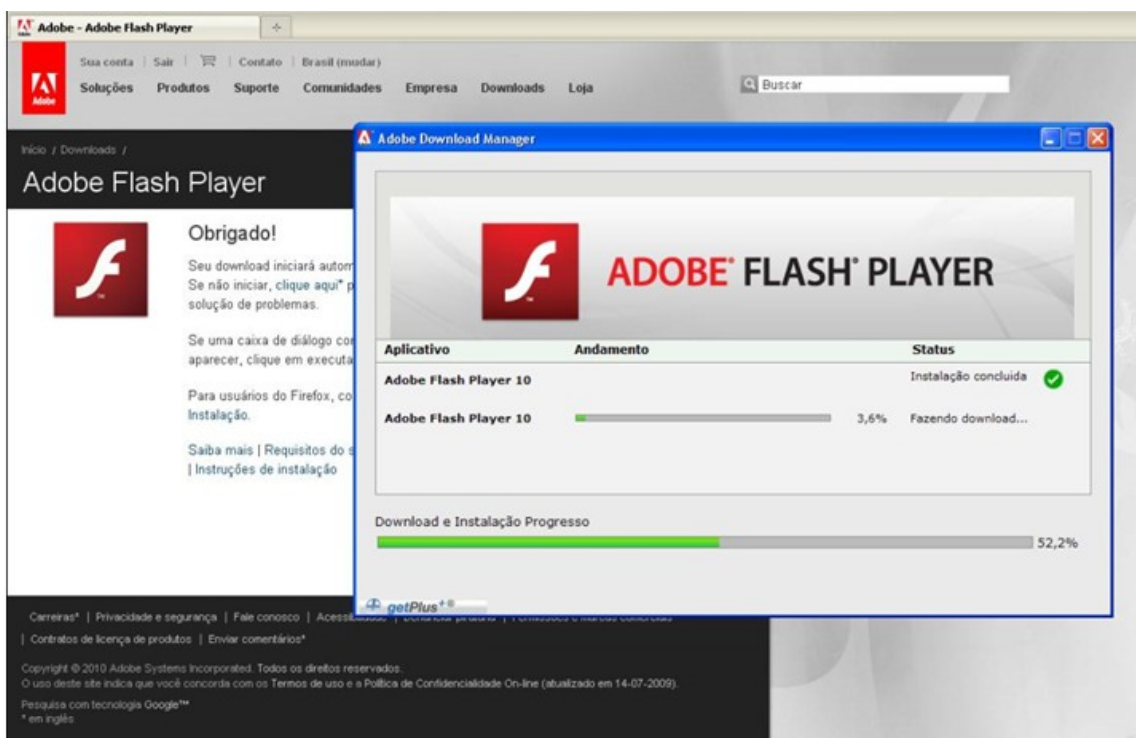 Adobe - Adobe Flash Player
Sua conta | Sair | | Contato | Brasil (mudar)
Adobe
Soluções Produtos Suporte Comunidades Empresa Downloads Loja
Buscar
Início / Downloads /
Adobe Flash Player
Obrigado!
Seu download iniciará autom
Se não iniciar, clique aqui* p
solução de problemas.
Se uma caixa de diálogo co
aparecer, clique em executa
Para usuários do Firefox, co
Instalação.
Saiba mais | Requisitos do s
| Instruções de instalação
Adobe Download Manager
ADOBE® FLASH® PLAYER
Aplicativo Andamento Status
Adobe Flash Player 10 Instalação concluida
Adobe Flash Player 10 3,6% Fazendo download...
Download e Instalação Progresso
52,2%
getPlus+®
Carreiras* | Privacidade e segurança | Fale conosco |
| Contratos de licença de produtos | Enviar comentários*
Copyright © 2010 Adobe Systems Incorporated. Todos os direitos reservados.
O uso deste site indica que você concorda com os Termos de uso e a Política de Confidencialidade On-line (atualizado em 14-07-2009).
Pesquisa com tecnologia Google™
* em inglês